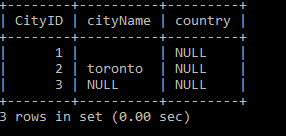 +--------+----------+---------+
| CityID | cityName | country |
+--------+----------+---------+
| 1 | | NULL |
| 2 | toronto | NULL |
| 3 | NULL | NULL |
+--------+----------+---------+
3 rows in set (0.00 sec)